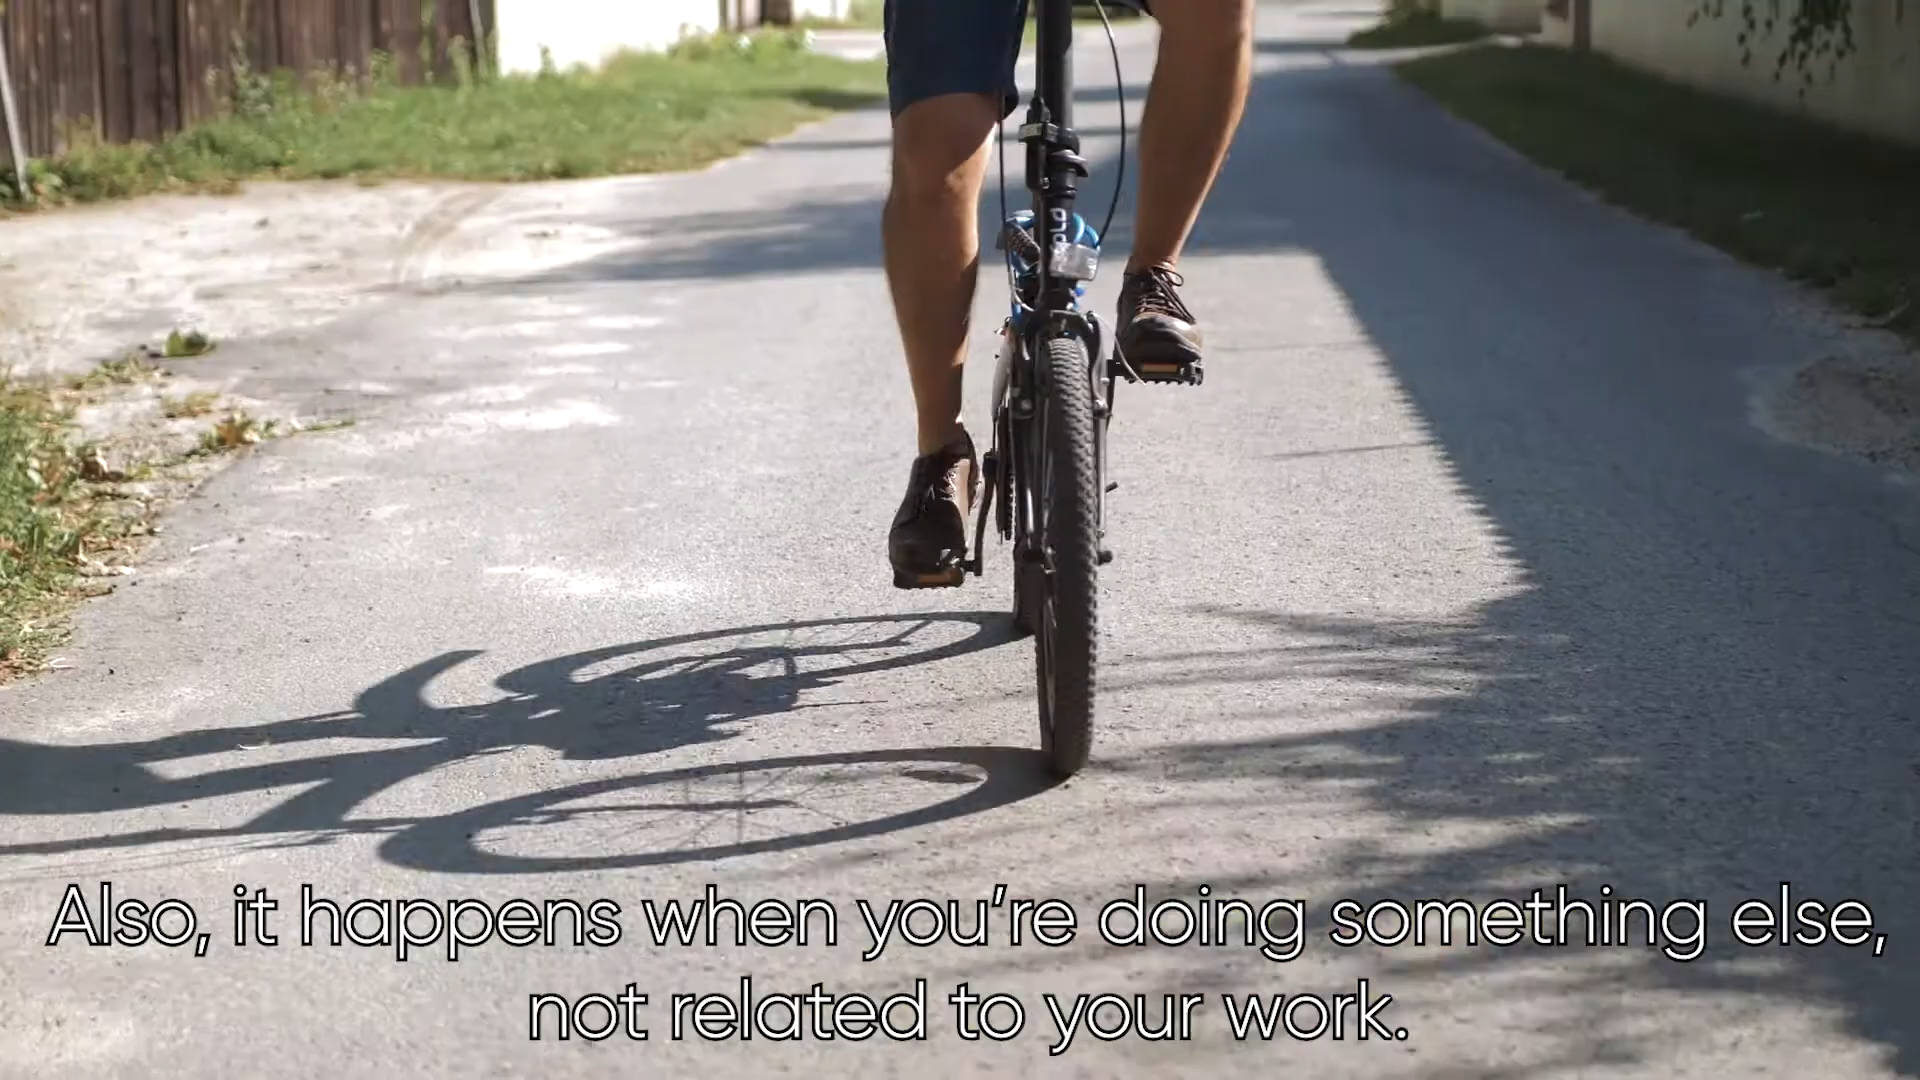 Also, it happens when you’re doing something else,
not related to your work.